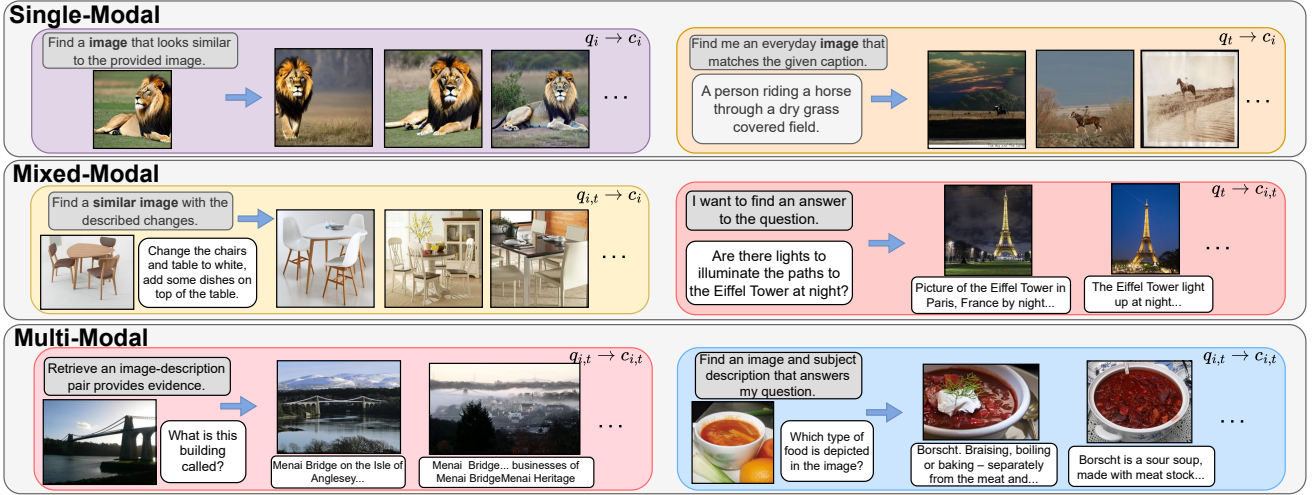 Single-Modal
Find a image that looks similar
to the provided image.
q_i → c_i
. . .
Find me an everyday image that
matches the given caption.
A person riding a horse
through a dry grass
covered field.
q_t → c_i
. . .
Mixed-Modal
Find a similar image with the
described changes.
Change the chairs
and table to white,
add some dishes on
top of the table.
q_{i,t} → c_i
. . .
I want to find an answer
to the question.
Are there lights to
illuminate the paths to
the Eiffel Tower at night?
q_t → c_{i,t}
Picture of the Eiffel Tower in
Paris, France by night...
The Eiffel Tower light
up at night...
. . .
Multi-Modal
Retrieve an image-description
pair provides evidence.
What is this
building
called?
q_{i,t} → c_{i,t}
Menai Bridge on the Isle of
Anglesey...
Menai Bridge... businesses of
Menai BridgeMenai Heritage
. . .
Find an image and subject
description that answers
my question.
Which type of
food is depicted
in the image?
q_{i,t} → c_{i,t}
Borscht. Braising, boiling
or baking – separately
from the meat and...
Borscht is a sour soup,
made with meat stock...
. . .